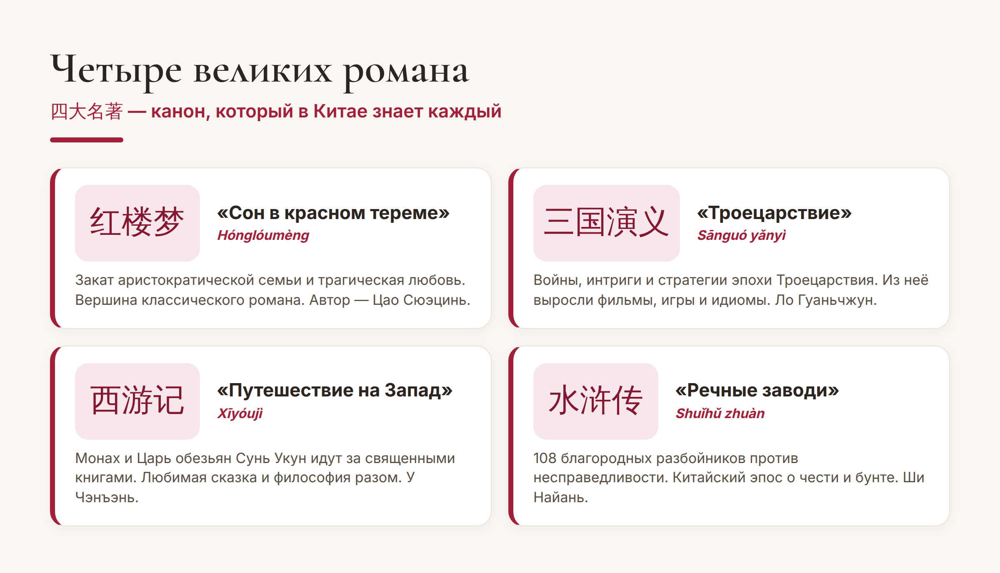 Четыре великих романа
四大名著 — канон, который в Китае знает каждый
红楼梦
«Сон в красном тереме»
Hónglóumèng
Закат аристократической семьи и трагическая любовь.
Вершина классического романа. Автор — Цао Сюэцинь.
三国演义
«Троецарствие»
Sānguó yǎnyì
Войны, интриги и стратегии эпохи Троецарствия. Из неё
выросли фильмы, игры и идиомы. Ло Гуаньчжун.
西游记
«Путешествие на Запад»
Xīyóujì
Монах и Царь обезьян Сунь Укун идут за священными
книгами. Любимая сказка и философия разом. У
Чэнъэнь.
水浒传
«Речные заводи»
Shuǐhǔ zhuàn
108 благородных разбойников против
несправедливости. Китайский эпос о чести и бунте. Ши
Найань.